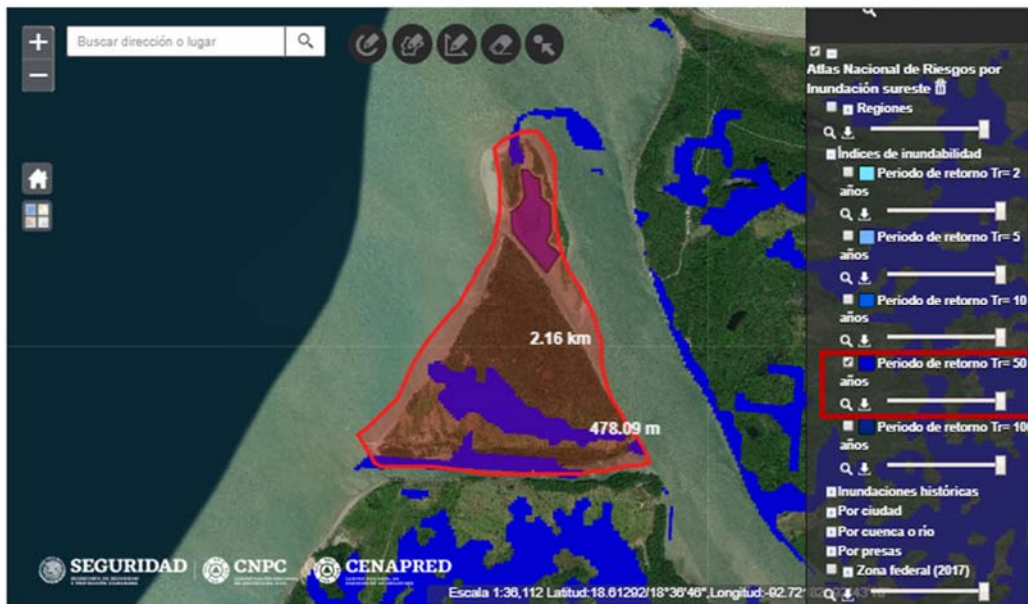 +
−
Buscar dirección o lugar
Atlas Nacional de Riesgos por
Inundación sureste
Regiones
Índices de inundabilidad
Periodo de retorno Tr= 2
años
Periodo de retorno Tr= 5
años
Periodo de retorno Tr= 10
años
Periodo de retorno Tr= 50
años
Periodo de retorno Tr= 100
años
Inundaciones históricas
Por ciudad
Por cuenca o río
Por presas
Zona federal (2017)
2.16 km
478.09 m
SEGURIDAD
CNPC
CENAPRED
Escala 1:36,112 Latitud:18.61292/18°36'46",Longitud:-92.72